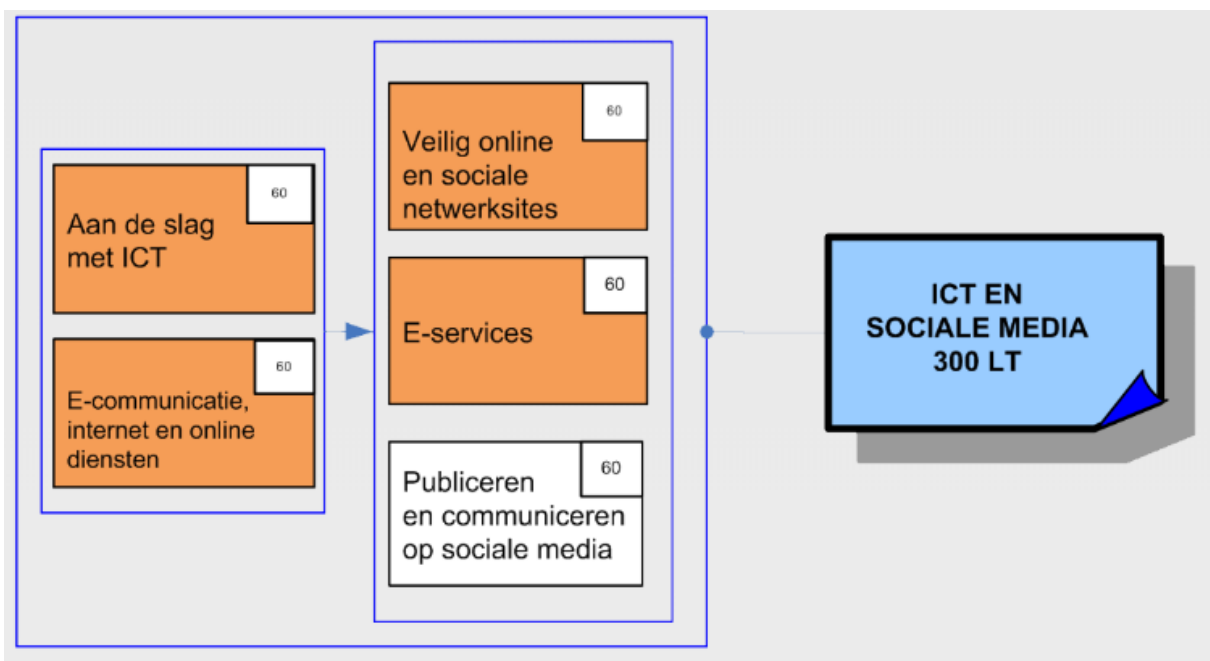 60
Aan de slag
met ICT
60
E-communicatie,
internet en online
diensten
60
Veilig online
en sociale
netwerksites
60
E-services
60
Publiceren
en communiceren
op sociale media
ICT EN
SOCIALE MEDIA
300 LT